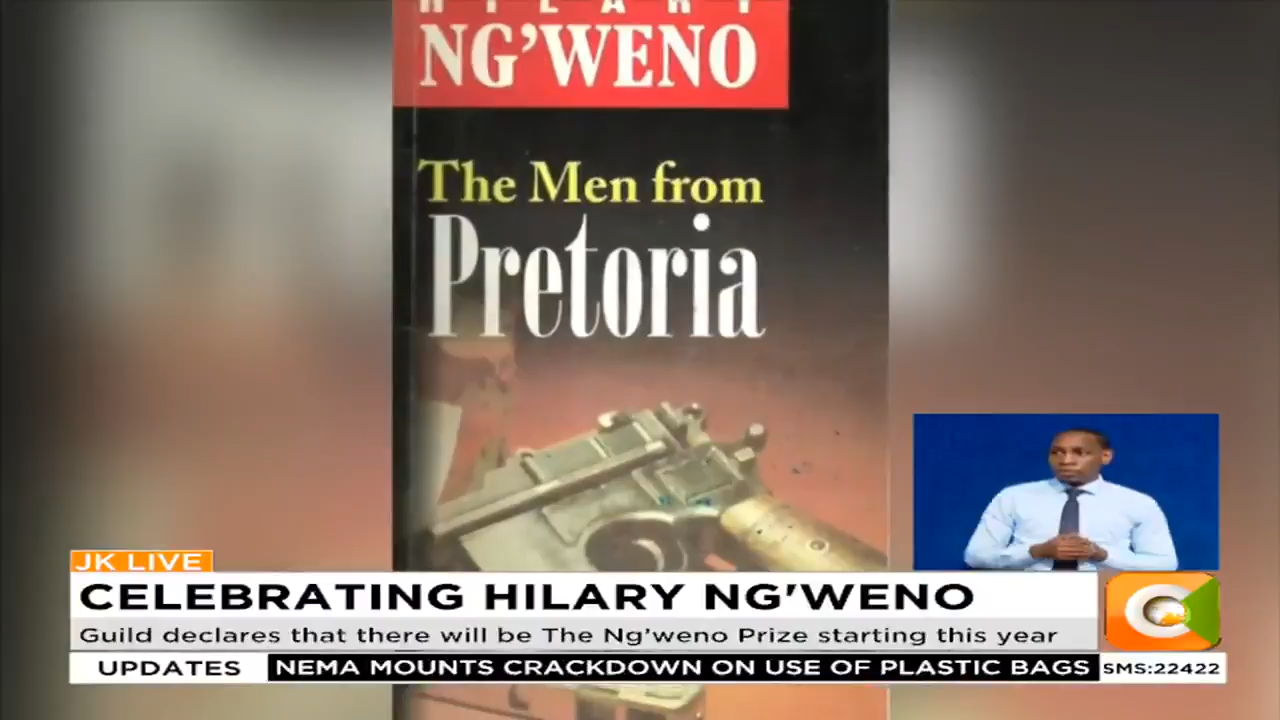 HILARY
NG'WENO
The Men from
Pretoria
JK LIVE
CELEBRATING HILARY NG'WENO
Guild declares that there will be The Ng'weno Prize starting this year
UPDATES
NEMA MOUNTS CRACKDOWN ON USE OF PLASTIC BAGS
SMS:22422